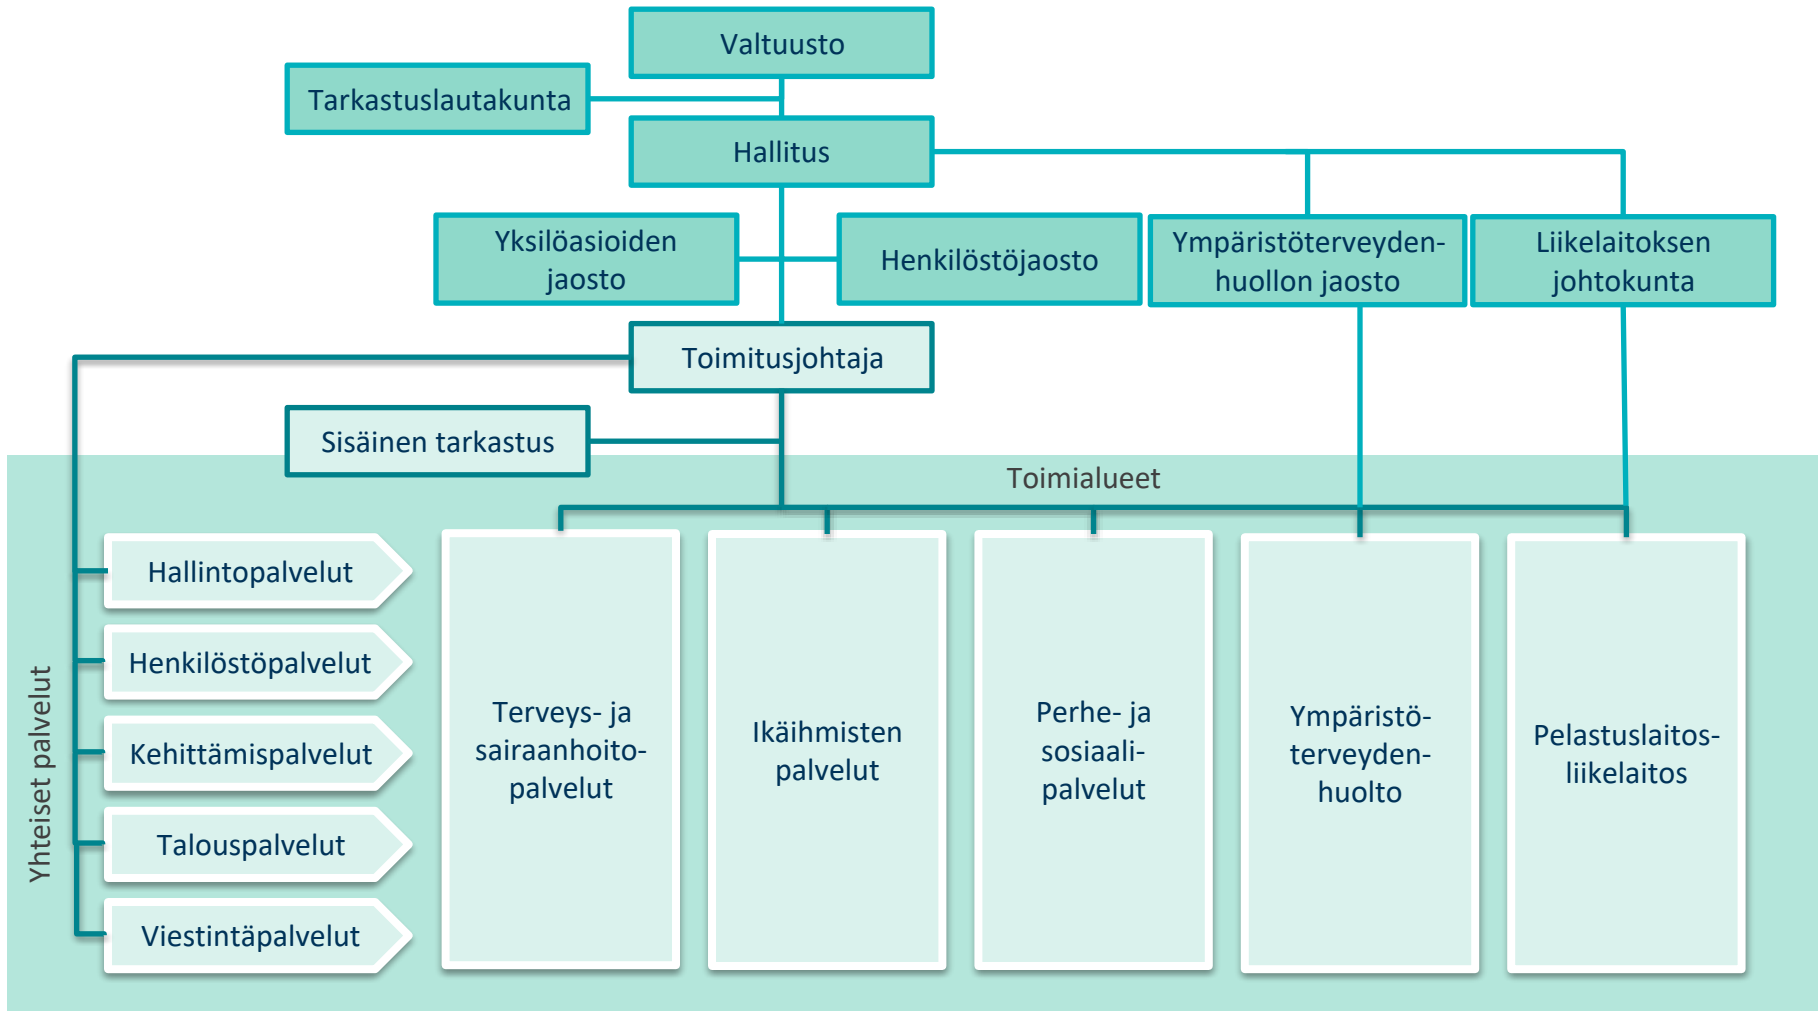 Valtuusto
Tarkastuslautakunta
Hallitus
Yksilöasioiden
jaosto
Henkilöstöjaosto
Ympäristöterveyden-
huollon jaosto
Liikelaitoksen
johtokunta
Toimitusjohtaja
Sisäinen tarkastus
Toimialueet
Yhteiset palvelut
Hallintopalvelut
Henkilöstöpalvelut
Kehittämispalvelut
Talouspalvelut
Viestintäpalvelut
Terveys- ja
sairaanhoito-
palvelut
Ikäihmisten
palvelut
Perhe- ja
sosiaali-
palvelut
Ympäristö-
terveyden-
huolto
Pelastuslaitos-
liikelaitos